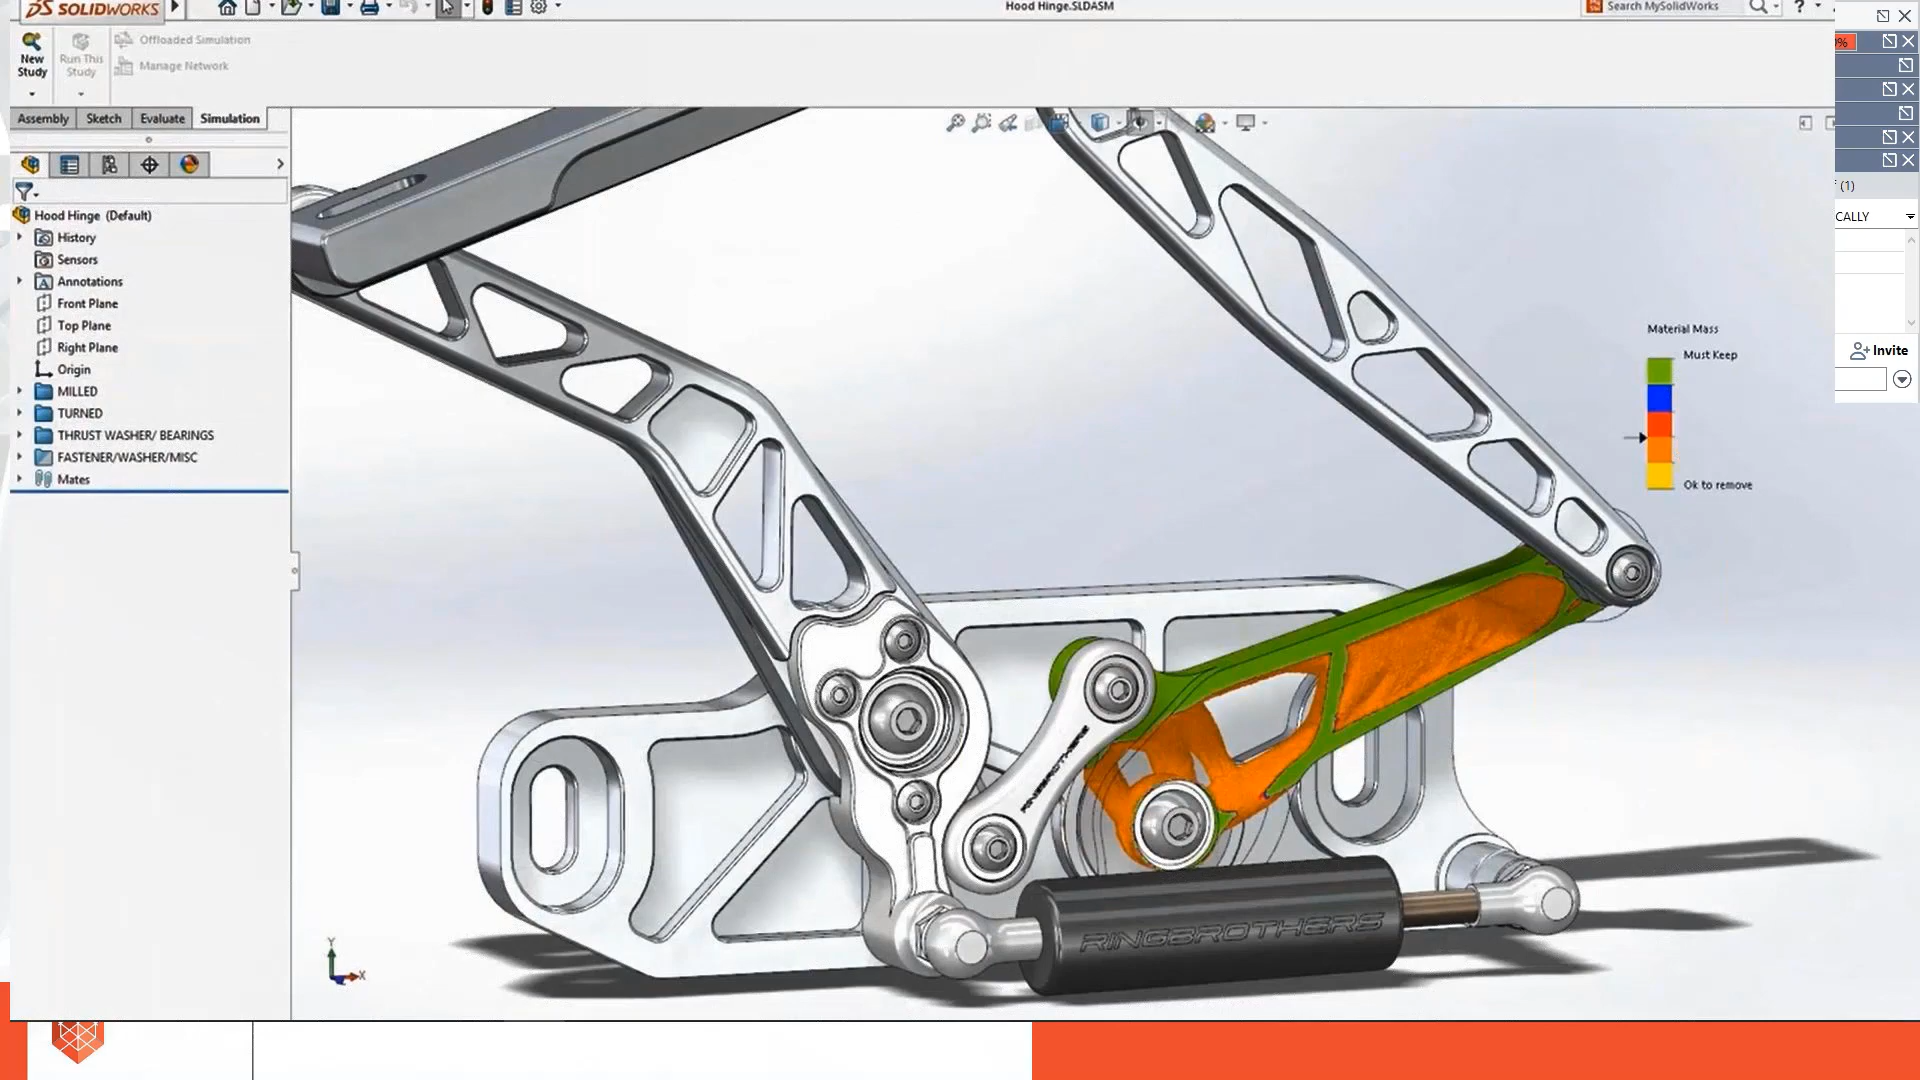 SOLIDWORKS
Hood Hinge.SLDASM
Search MySolidWorks
?
New Study
Run This Study
Offloaded Simulation
Manage Network
Assembly
Sketch
Evaluate
Simulation
Hood Hinge (Default)
History
Sensors
Annotations
Front Plane
Top Plane
Right Plane
Origin
MILLED
TURNED
THRUST WASHER/ BEARINGS
FASTENER/WASHER/MISC
Mates
Material Mass
Must Keep
Ok to remove
RINGBROTHERS
RINGBROTHERS
Y
X
%
(1)
CALLY
Invite